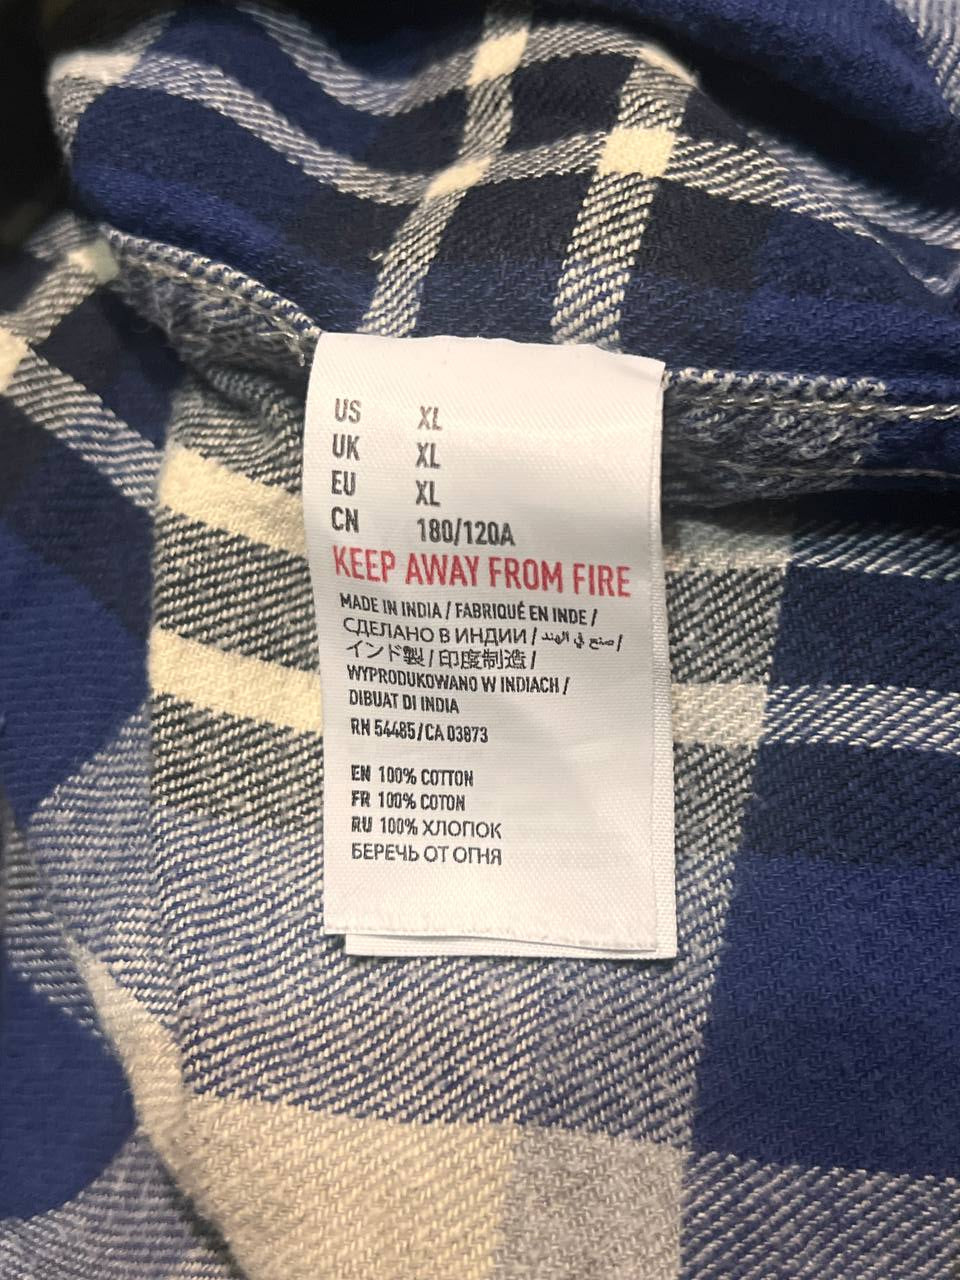 US XL
UK XL
EU XL
CN 180/120A
KEEP AWAY FROM FIRE
MADE IN INDIA / FABRIQUÉ EN INDE /
СДЕЛАНО В ИНДИИ / صنع في الهند /
インド製 / 印度制造 /
WYPRODUKOWANO W INDIACH /
DIBUAT DI INDIA
RN 54485/CA 03873
EN 100% COTTON
FR 100% COTON
RU 100% ХЛОПОК
БЕРЕЧЬ ОТ ОГНЯ